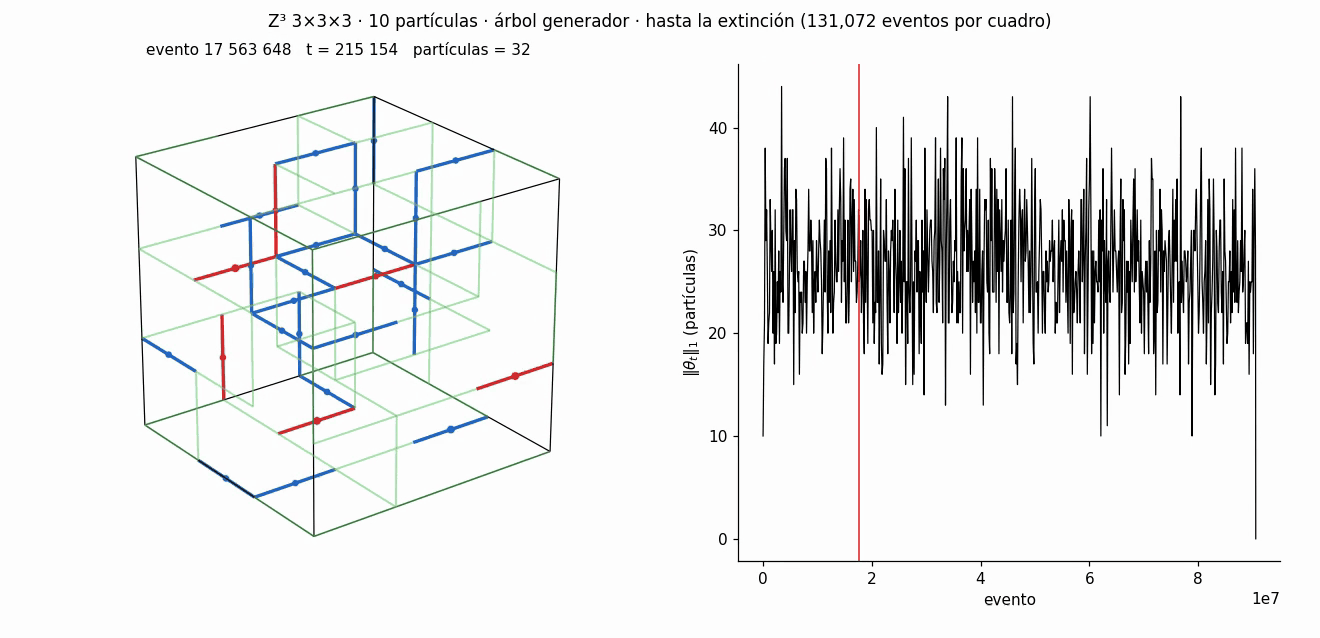 Z³ 3×3×3 · 10 partículas · árbol generador · hasta la extinción (131,072 eventos por cuadro)
evento 17 563 648   t = 215 154   partículas = 32
‖θₜ‖₁ (partículas)
40
30
20
10
0
0 2 4 6 8
1e7
evento